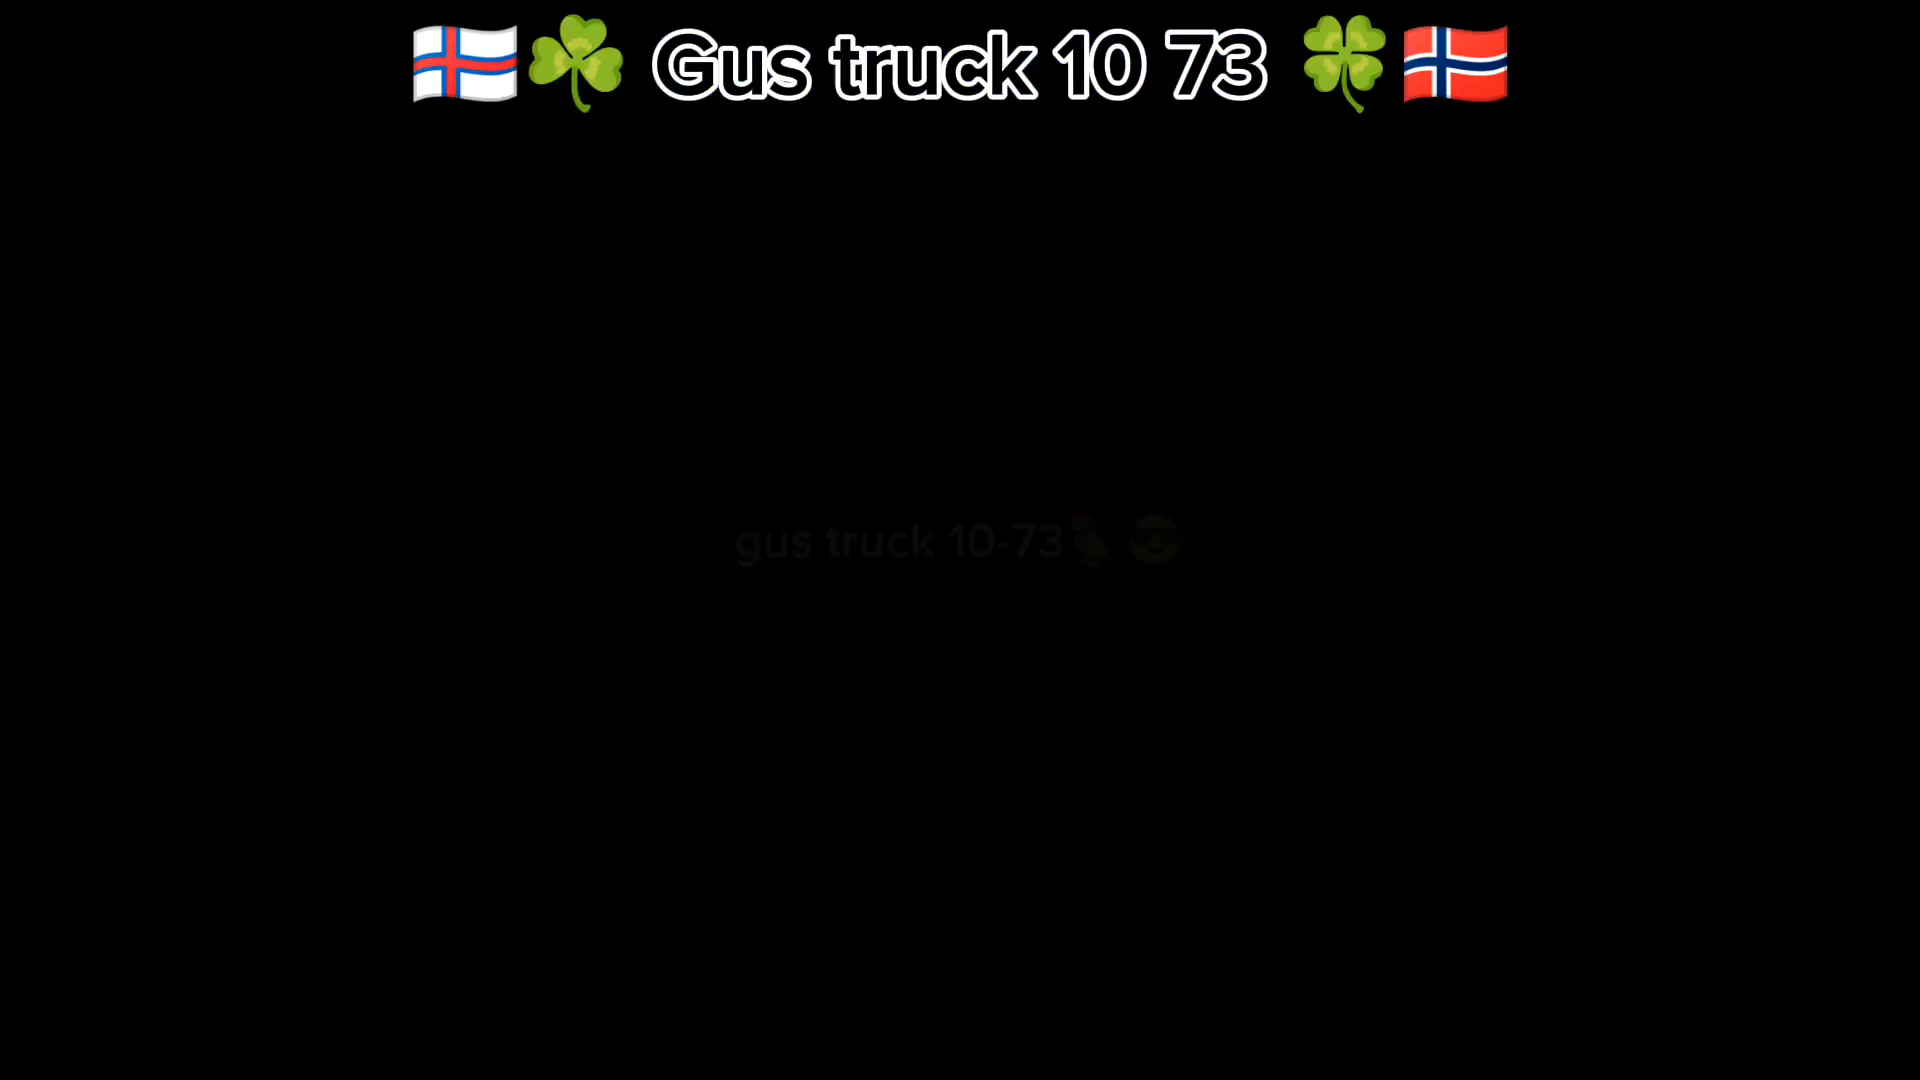 🇫🇴☘️ Gus truck 10 73 🍀🇳🇴
gus truck 10-73🦜😎